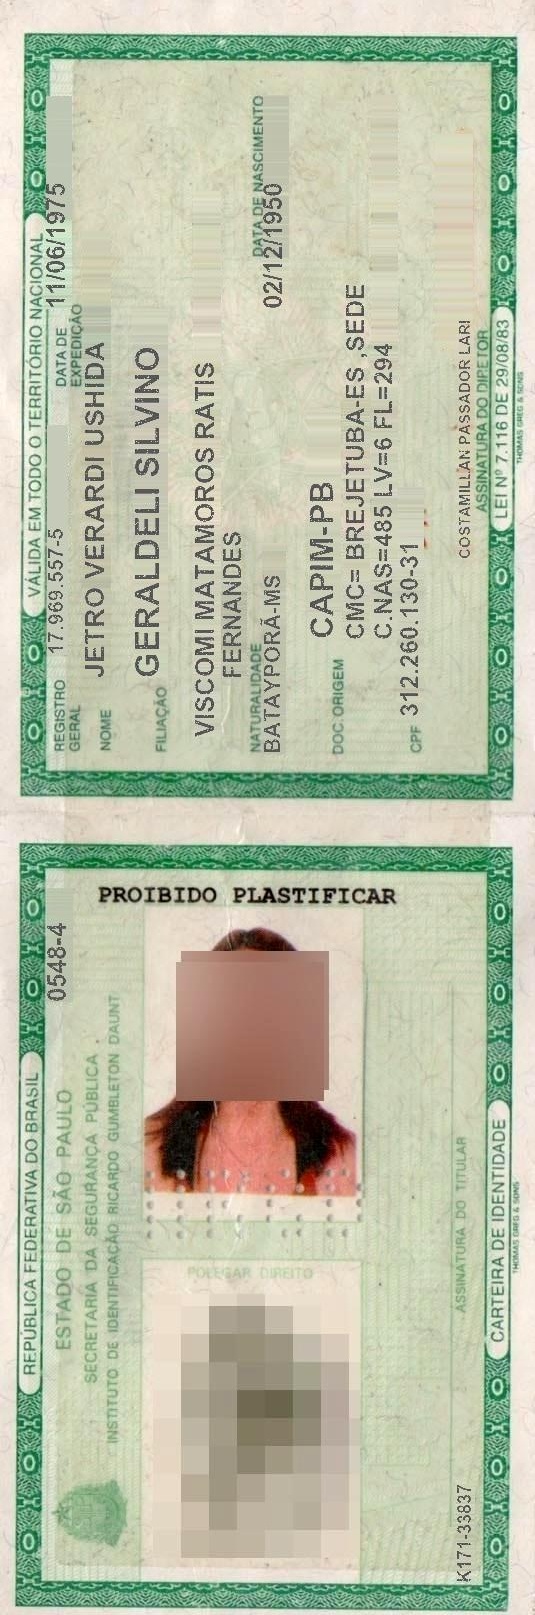 VÁLIDA EM TODO O TERRITÓRIO NACIONAL
REGISTRO GERAL 17.969.557-5 DATA DE EXPEDIÇÃO 11/06/1975
NOME JETRO VERARDI USHIDA
FILIAÇÃO GERALDELI SILVINO
VISCOMI MATAMOROS RATIS
FERNANDES
NATURALIDADE DATA DE NASCIMENTO
BATAYPORÃ-MS 02/12/1950
CAPIM-PB
DOC. ORIGEM CMC= BREJETUBA-ES ,SEDE
C.NAS=485 LV=6 FL=294
CPF 312.260.130-31
COSTAMILLAN PASSADOR LARI
ASSINATURA DO DIRETOR
LEI Nº 7.116 DE 29/08/83
THOMAS GREG & SONS
PROIBIDO PLASTIFICAR
REPÚBLICA FEDERATIVA DO BRASIL
0548-4
ESTADO DE SÃO PAULO
SECRETARIA DA SEGURANÇA PÚBLICA
INSTITUTO DE IDENTIFICAÇÃO RICARDO GUMBLETON DAUNT
POLEGAR DIREITO
ASSINATURA DO TITULAR
K171-33837
CARTEIRA DE IDENTIDADE
THOMAS GREG & SONS